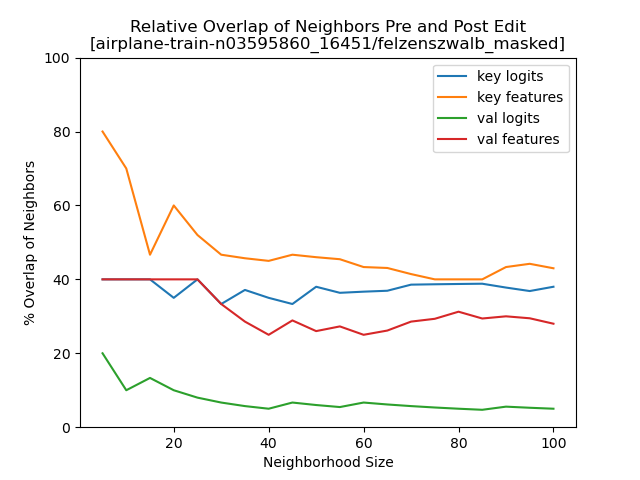 Relative Overlap of Neighbors Pre and Post Edit
[airplane-train-n03595860_16451/felzenszwalb_masked]
100
80
60
40
20
0
% Overlap of Neighbors
key logits
key features
val logits
val features
20
40
60
80
100
Neighborhood Size